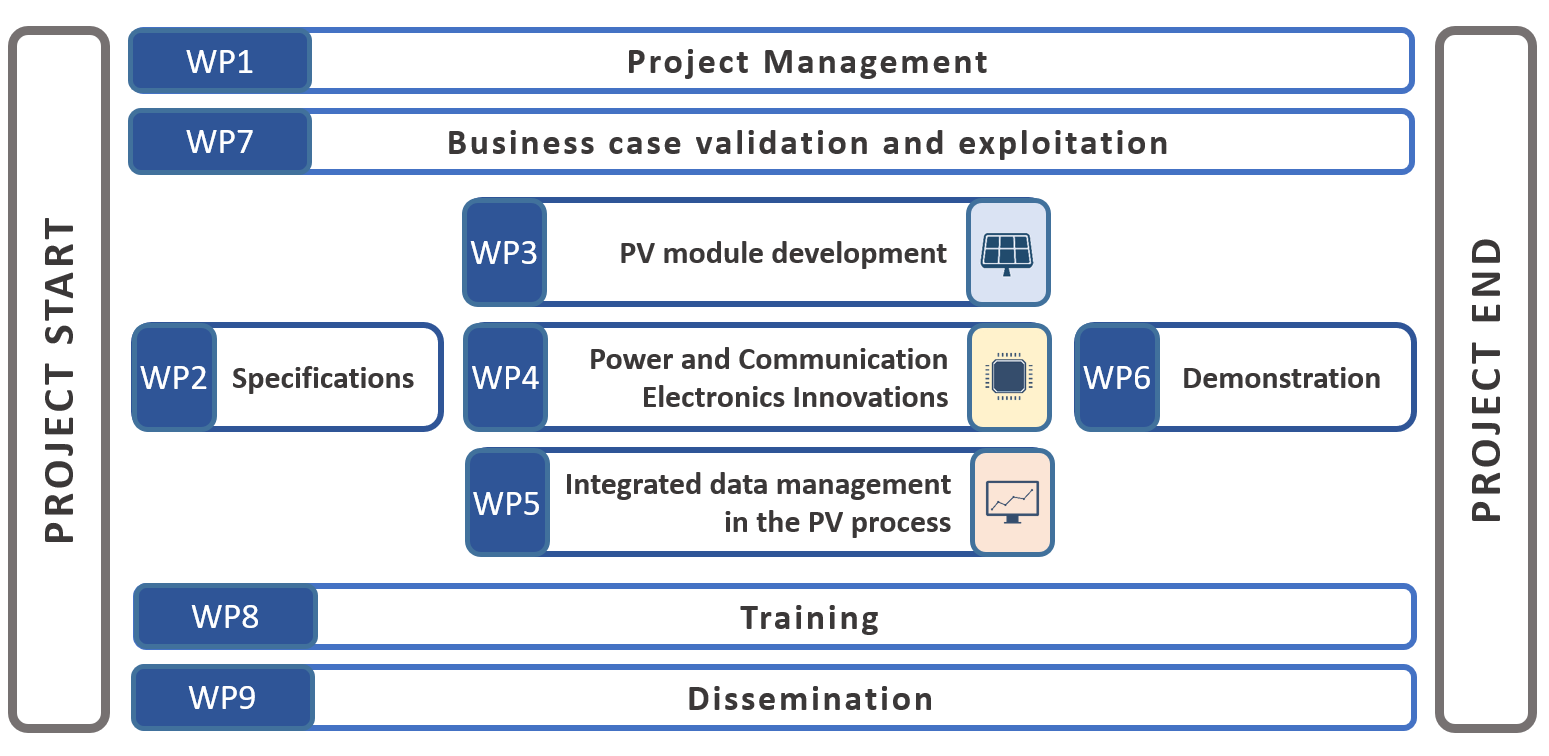 PROJECT START
WP1
Project Management
WP7
Business case validation and exploitation
WP3
PV module development
WP2
Specifications
WP4
Power and Communication
Electronics Innovations
WP6
Demonstration
WP5
Integrated data management
in the PV process
WP8
Training
WP9
Dissemination
PROJECT END